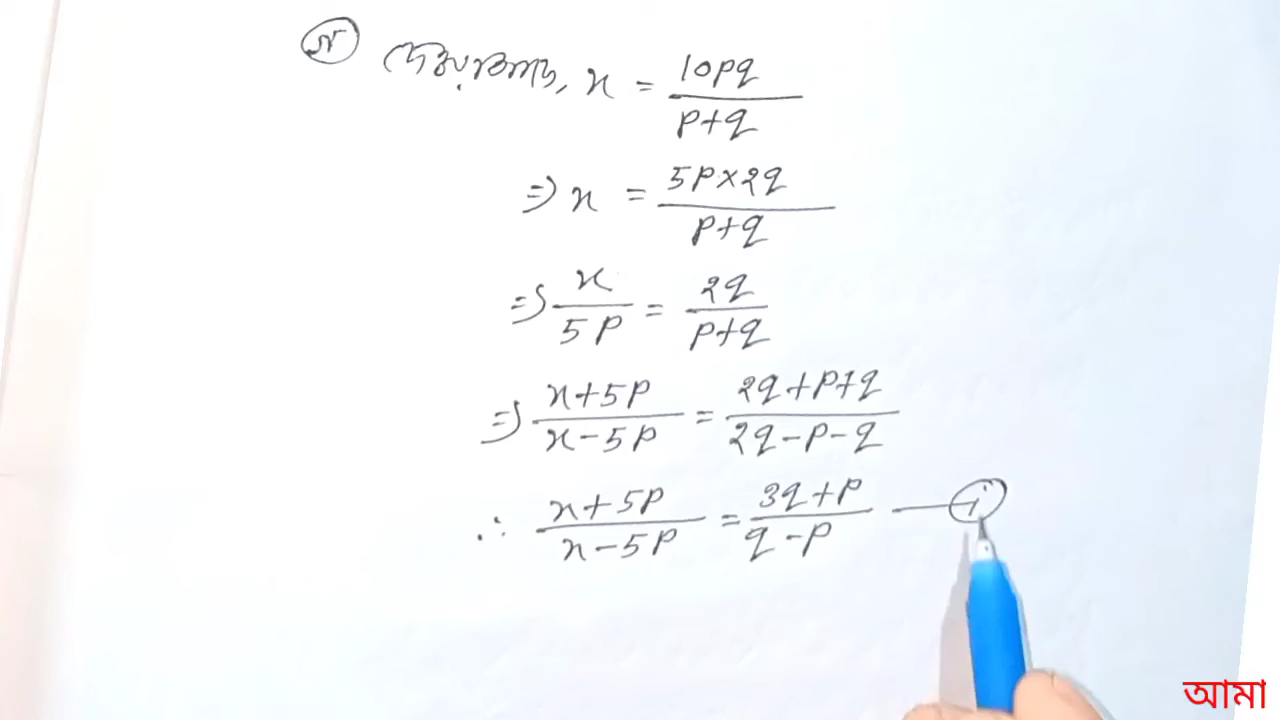 গ দেওয়া আছে, x = 10pq / p+q
⇒ x = 5p×2q / p+q
⇒ x / 5p = 2q / p+q
⇒ x+5p / x-5p = 2q+p+q / 2q-p-q
∴ x+5p / x-5p = 3q+p / q-p — i
আমা